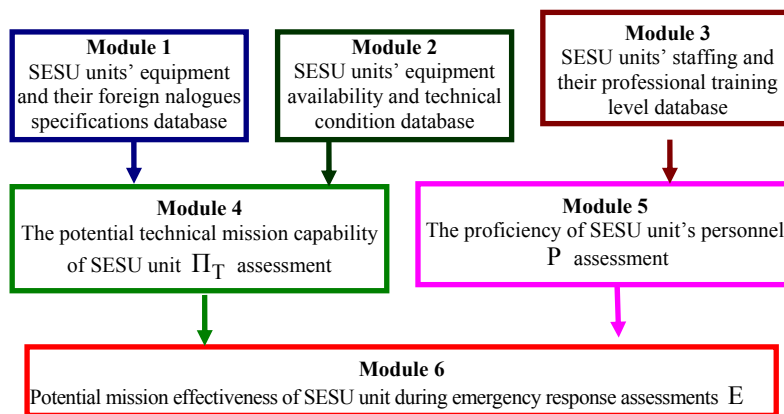 Module 1
SESU units’ equipment
and their foreign nalogues
specifications database
Module 2
SESU units’ equipment
availability and technical
condition database
Module 3
SESU units’ staffing and
their professional training
level database
Module 4
The potential technical mission capability
of SESU unit Π_T assessment
Module 5
The proficiency of SESU unit’s personnel
P assessment
Module 6
Potential mission effectiveness of SESU unit during emergency response assessments E